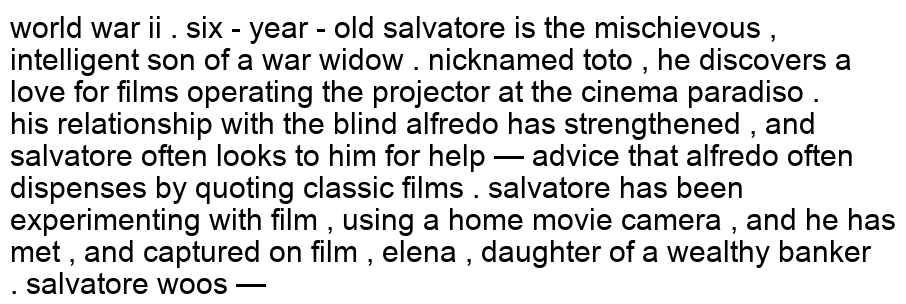 world war ii . six - year - old salvatore is the mischievous ,
intelligent son of a war widow . nicknamed toto , he discovers a
love for films operating the projector at the cinema paradiso .
his relationship with the blind alfredo has strengthened , and
salvatore often looks to him for help — advice that alfredo often
dispenses by quoting classic films . salvatore has been
experimenting with film , using a home movie camera , and he has
met , and captured on film , elena , daughter of a wealthy banker
. salvatore woos —